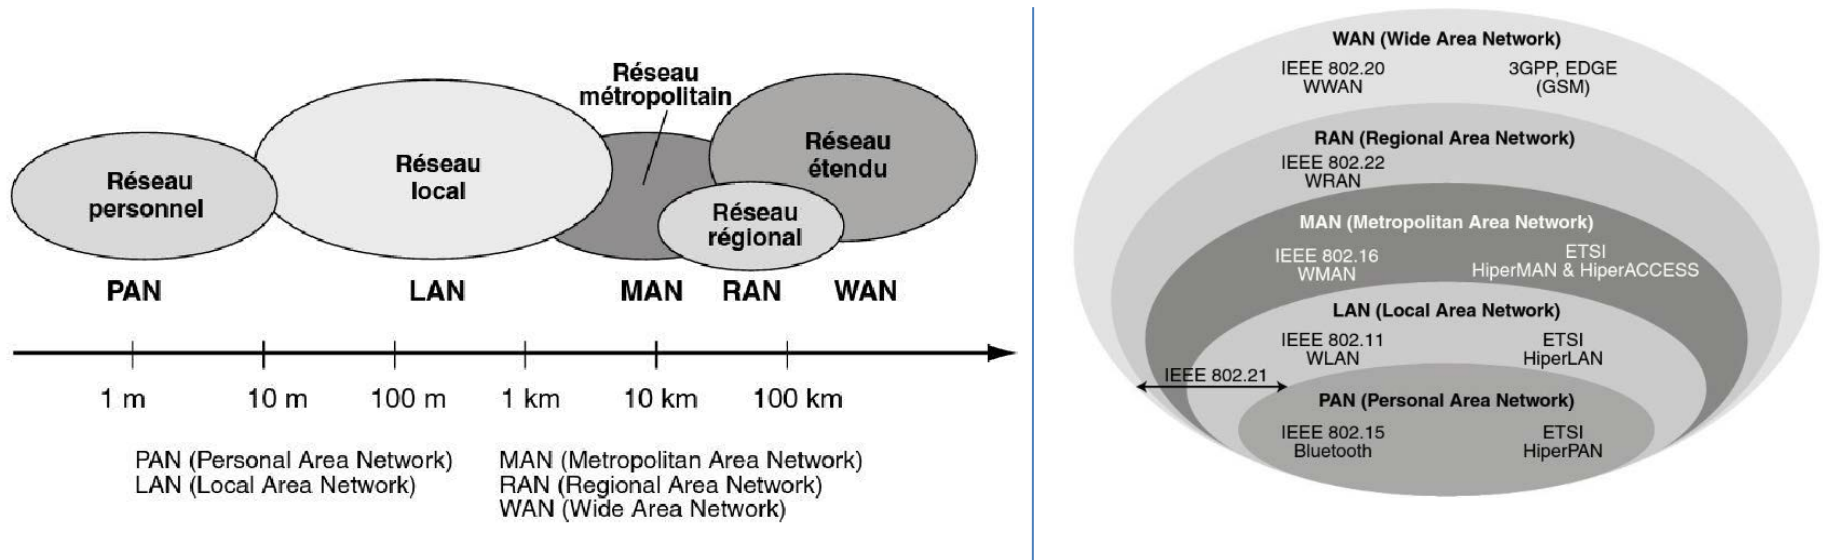 Réseau
métropolitain
Réseau
personnel
Réseau
local
Réseau
étendu
Réseau
régional
PAN
LAN
MAN
RAN
WAN
1 m
10 m
100 m
1 km
10 km
100 km
PAN (Personal Area Network)
LAN (Local Area Network)
MAN (Metropolitan Area Network)
RAN (Regional Area Network)
WAN (Wide Area Network)
WAN (Wide Area Network)
IEEE 802.20
WWAN
3GPP, EDGE
(GSM)
RAN (Regional Area Network)
IEEE 802.22
WRAN
MAN (Metropolitan Area Network)
IEEE 802.16
WMAN
ETSI
HiperMAN & HiperACCESS
LAN (Local Area Network)
IEEE 802.11
WLAN
ETSI
HiperLAN
IEEE 802.21
PAN (Personal Area Network)
IEEE 802.15
Bluetooth
ETSI
HiperPAN